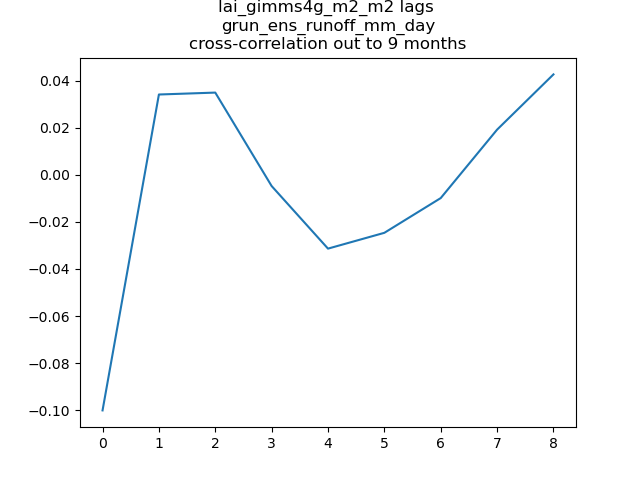 lai_gimms4g_m2_m2 lags
grun_ens_runoff_mm_day
cross-correlation out to 9 months
0.04
0.02
0.00
−0.02
−0.04
−0.06
−0.08
−0.10
0 1 2 3 4 5 6 7 8